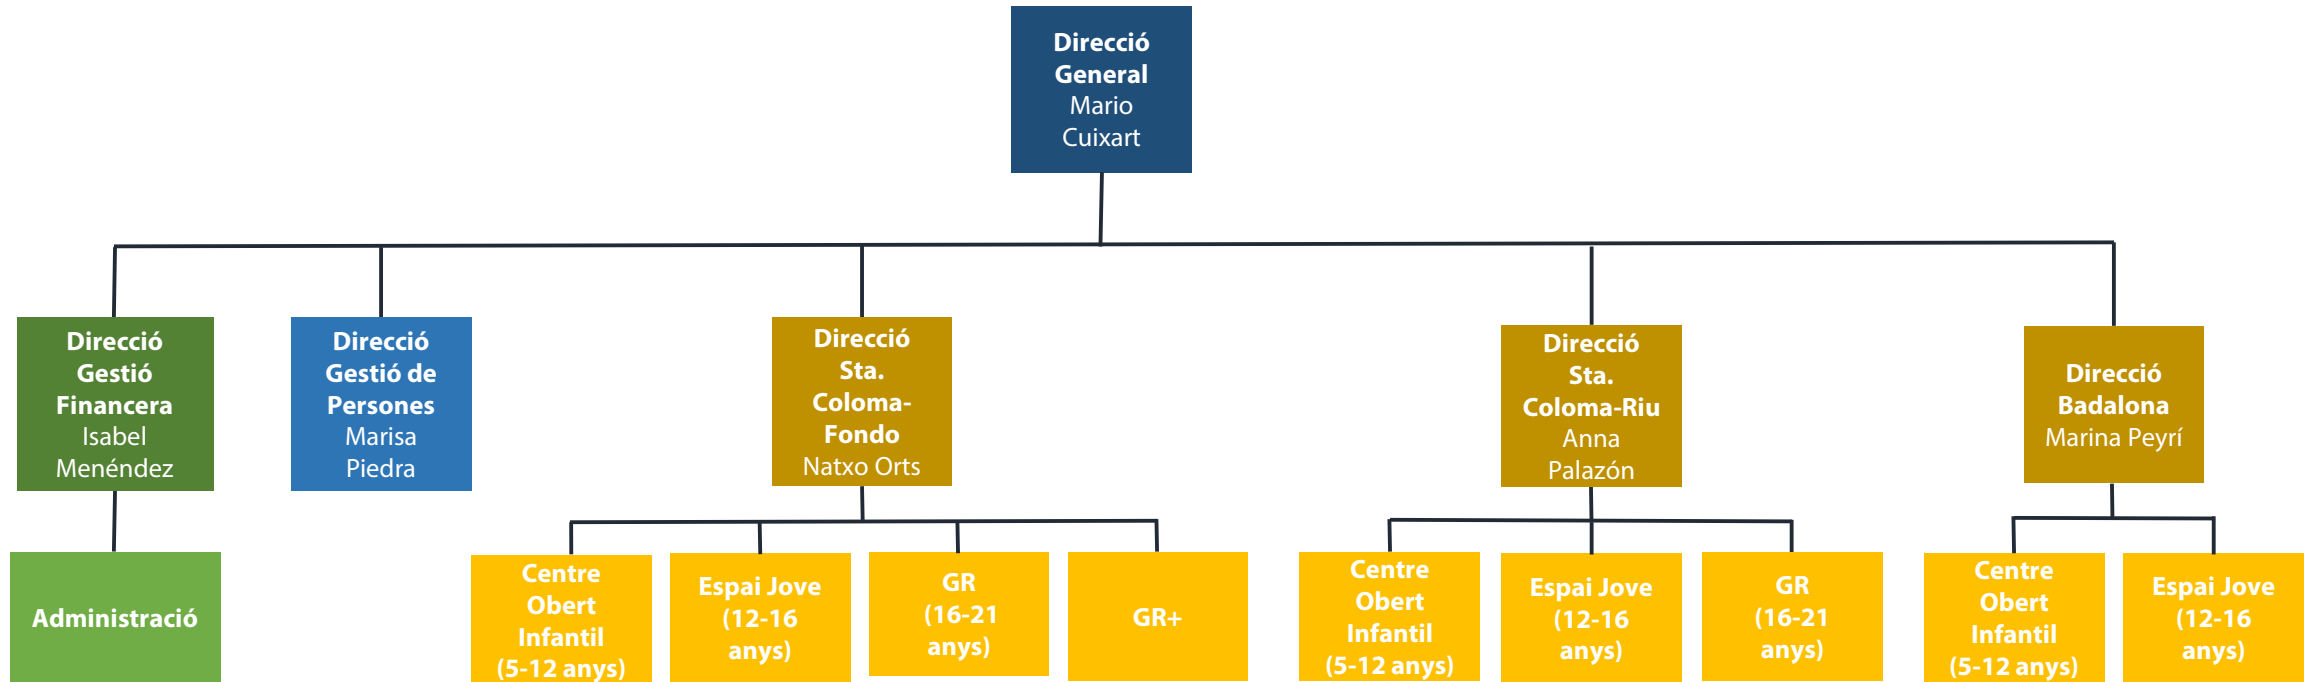 Direcció
General
Mario
Cuixart
Direcció
Gestió
Financera
Isabel
Menéndez
Direcció
Gestió de
Persones
Marisa
Piedra
Direcció
Sta.
Coloma-
Fondo
Natxo Orts
Direcció
Sta.
Coloma-Riu
Anna
Palazón
Direcció
Badalona
Marina Peyrí
Administració
Centre
Obert
Infantil
(5-12 anys)
Espai Jove
(12-16
anys)
GR
(16-21
anys)
GR+
Centre
Obert
Infantil
(5-12 anys)
Espai Jove
(12-16
anys)
GR
(16-21
anys)
Centre
Obert
Infantil
(5-12 anys)
Espai Jove
(12-16
anys)